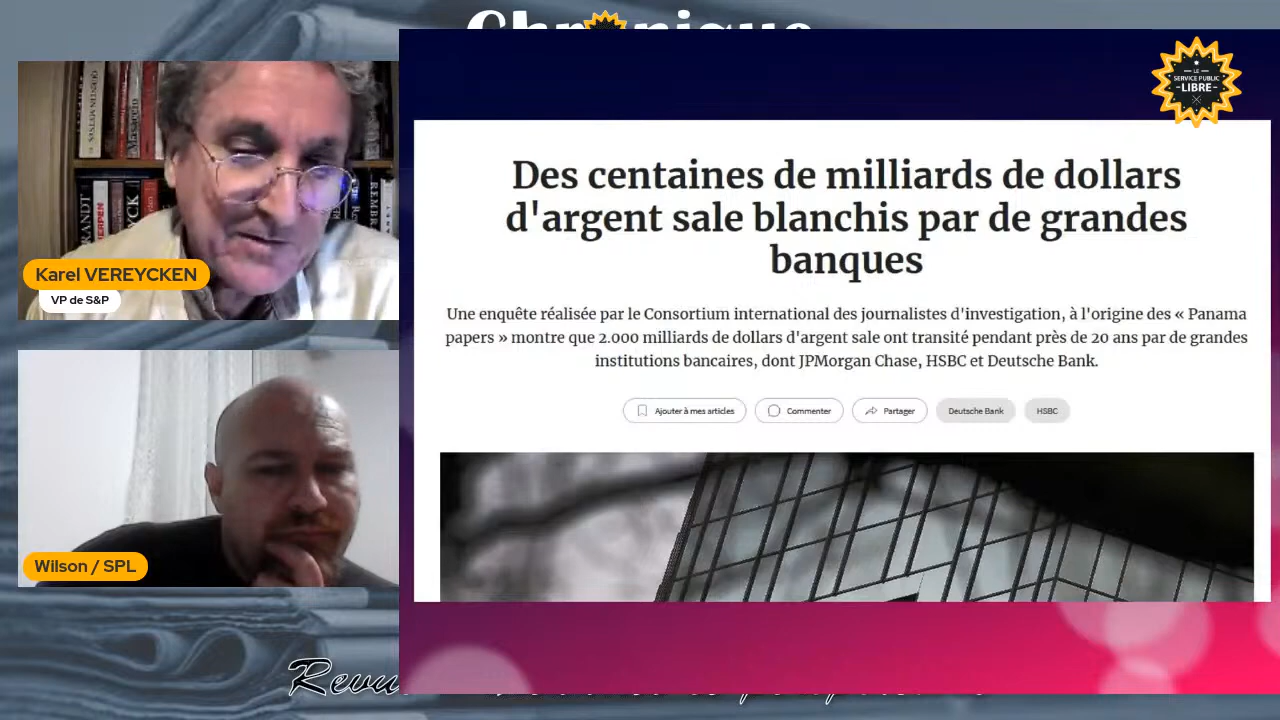 Chronique
LE
SERVICE PUBLIC
LIBRE
Des centaines de milliards de dollars
d'argent sale blanchis par de grandes
banques
Une enquête réalisée par le Consortium international des journalistes d'investigation, à l'origine des « Panama
papers » montre que 2.000 milliards de dollars d'argent sale ont transité pendant près de 20 ans par de grandes
institutions bancaires, dont JPMorgan Chase, HSBC et Deutsche Bank.
Ajouter à mes articles
Commenter
Partager
Deutsche Bank
HSBC
Karel VEREYCKEN
VP de S&P
Wilson / SPL
Revu